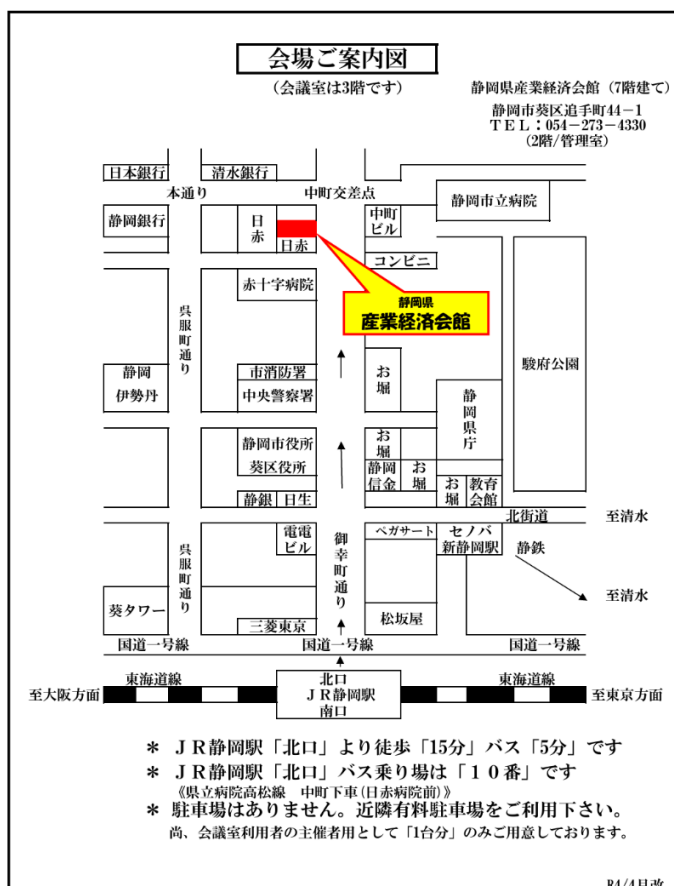 会場ご案内図
(会議室は3階です)
静岡県産業経済会館 (7階建て)
静岡市葵区追手町44-1
TEL:054-273-4330
(2階/管理室)
日本銀行
清水銀行
本通り
中町交差点
静岡市立病院
静岡銀行
日赤
日赤
中町
ビル
コンビニ
赤十字病院
静岡県
産業経済会館
呉服町通り
駿府公園
静岡
伊勢丹
市消防署
中央警察署
お堀
静岡県庁
静岡市役所
葵区役所
お堀
静岡
信金
お堀
静銀
日生
お堀
教育
会館
北街道
至清水
電電
ビル
ペガサート
セノバ
新静岡駅
静鉄
呉服町通り
御幸町通り
至清水
葵タワー
三菱東京
松坂屋
国道一号線
国道一号線
国道一号線
東海道線
北口
東海道線
至大阪方面
JR静岡駅
至東京方面
南口
* JR静岡駅「北口」より徒歩「15分」バス「5分」です
* JR静岡駅「北口」バス乗り場は「10番」です
《県立病院高松線 中町下車(日赤病院前)》
* 駐車場はありません。近隣有料駐車場をご利用下さい。
尚、会議室利用者の主催者用として「1台分」のみご用意しております。
R4/4月改